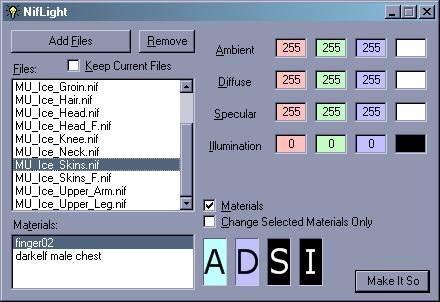 NifLight
Add Files
Remove
Files:
Keep Current Files
MU_Ice_Groin.nif
MU_Ice_Hair.nif
MU_Ice_Head.nif
MU_Ice_Head_F.nif
MU_Ice_Knee.nif
MU_Ice_Neck.nif
MU_Ice_Skins.nif
MU_Ice_Skins_F.nif
MU_Ice_Upper_Arm.nif
MU_Ice_Upper_Leg.nif
Materials:
finger02
darkelf male chest
Ambient 255 255 255
Diffuse 255 255 255
Specular 255 255 255
Illumination 0 0 0
Materials
Change Selected Materials Only
A D S I
Make It So